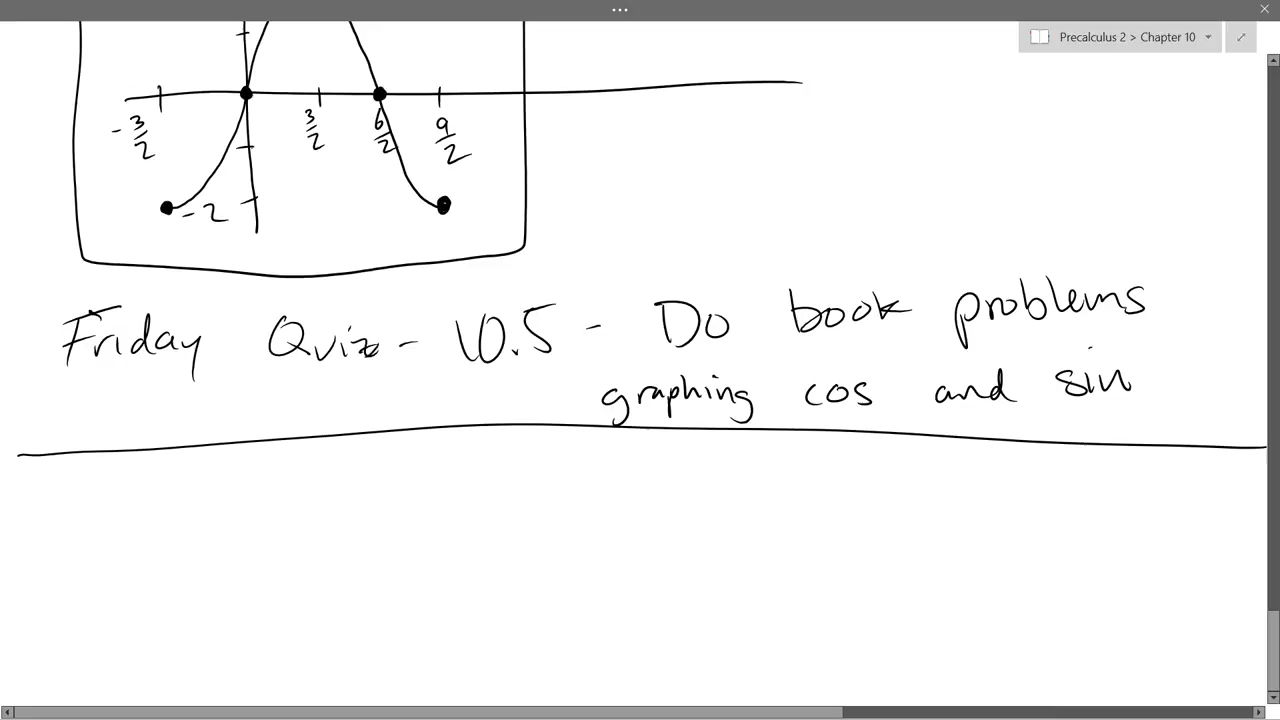 Precalculus 2 > Chapter 10
-3/2 3/2 6/2 9/2
-2
Friday Quiz - 10.5 - Do book problems
graphing cos and sin